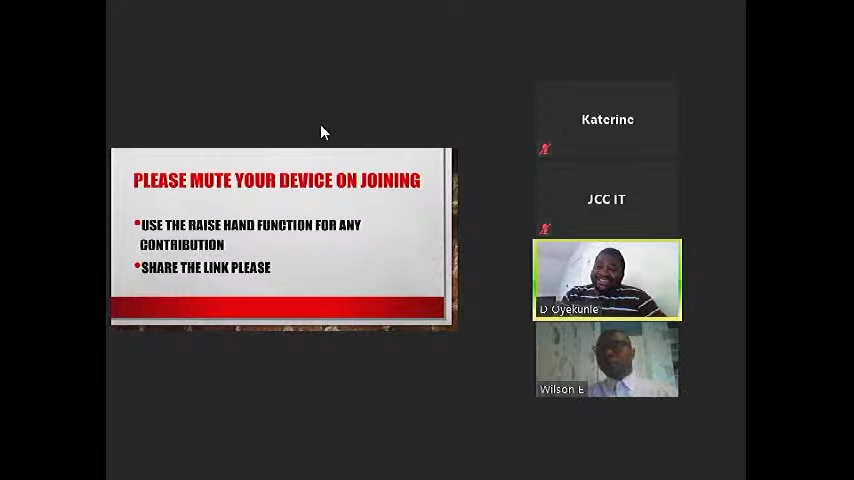 PLEASE MUTE YOUR DEVICE ON JOINING
•USE THE RAISE HAND FUNCTION FOR ANY
CONTRIBUTION
•SHARE THE LINK PLEASE
Katerine
JCC IT
D Oyekunle
Wilson E